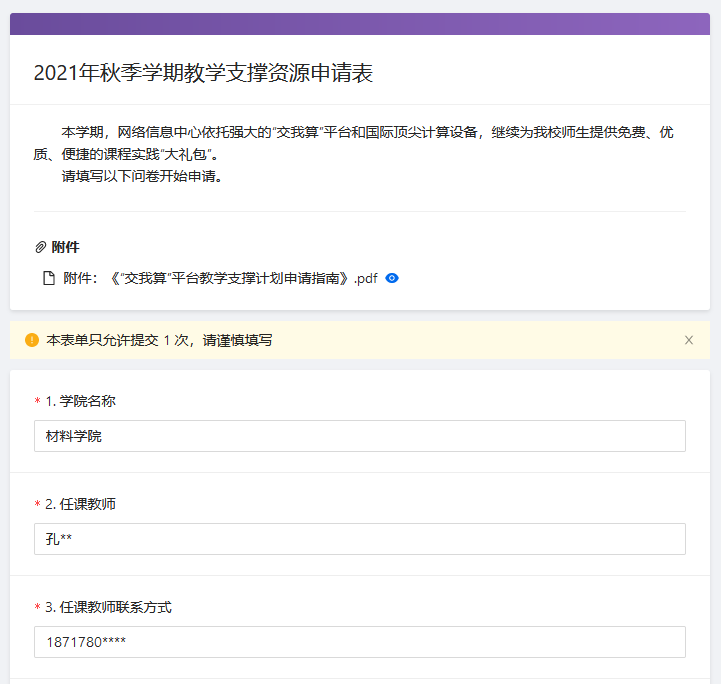 2021年秋季学期教学支撑资源申请表
本学期，网络信息中心依托强大的“交我算”平台和国际顶尖计算设备，继续为我校师生提供免费、优
质、便捷的课程实践“大礼包”。
请填写以下问卷开始申请。
附件
附件：《“交我算”平台教学支撑计划申请指南》.pdf
本表单只允许提交 1 次，请谨慎填写
* 1. 学院名称
材料学院
* 2. 任课教师
孔**
* 3. 任课教师联系方式
1871780****